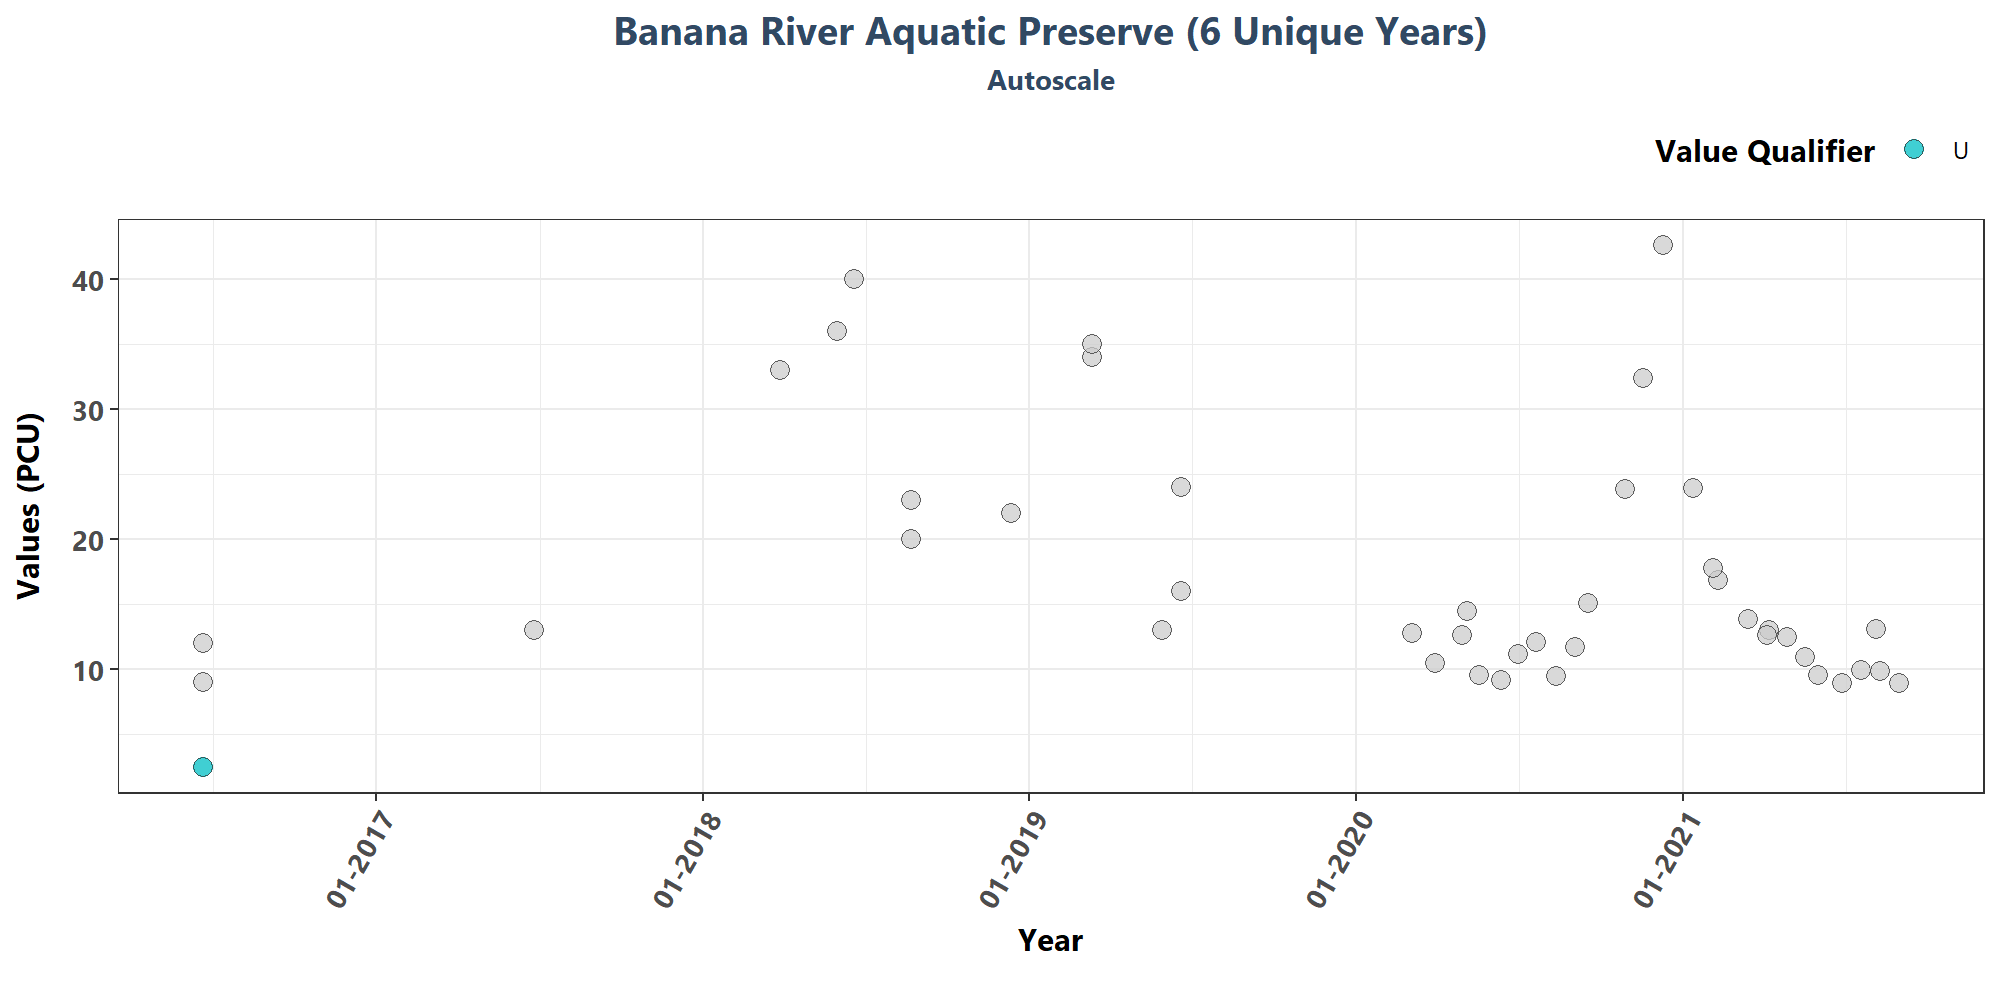 Banana River Aquatic Preserve (6 Unique Years)
Autoscale
Value Qualifier U
Values (PCU)
40
30
20
10
01-2017
01-2018
01-2019
01-2020
01-2021
Year